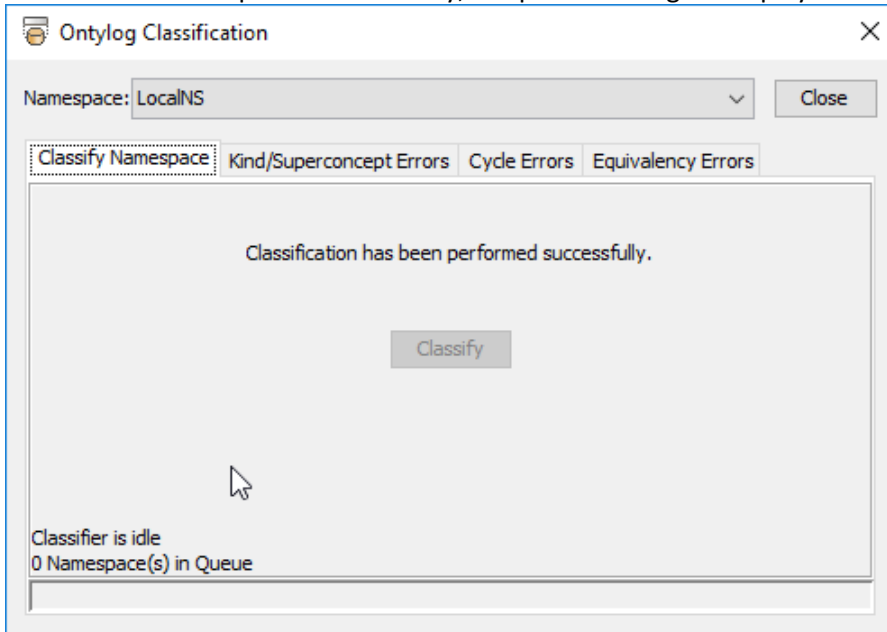 Ontylog Classification
Namespace: LocalNS
Close
Classify Namespace Kind/Superconcept Errors Cycle Errors Equivalency Errors
Classification has been performed successfully.
Classify
Classifier is idle
0 Namespace(s) in Queue